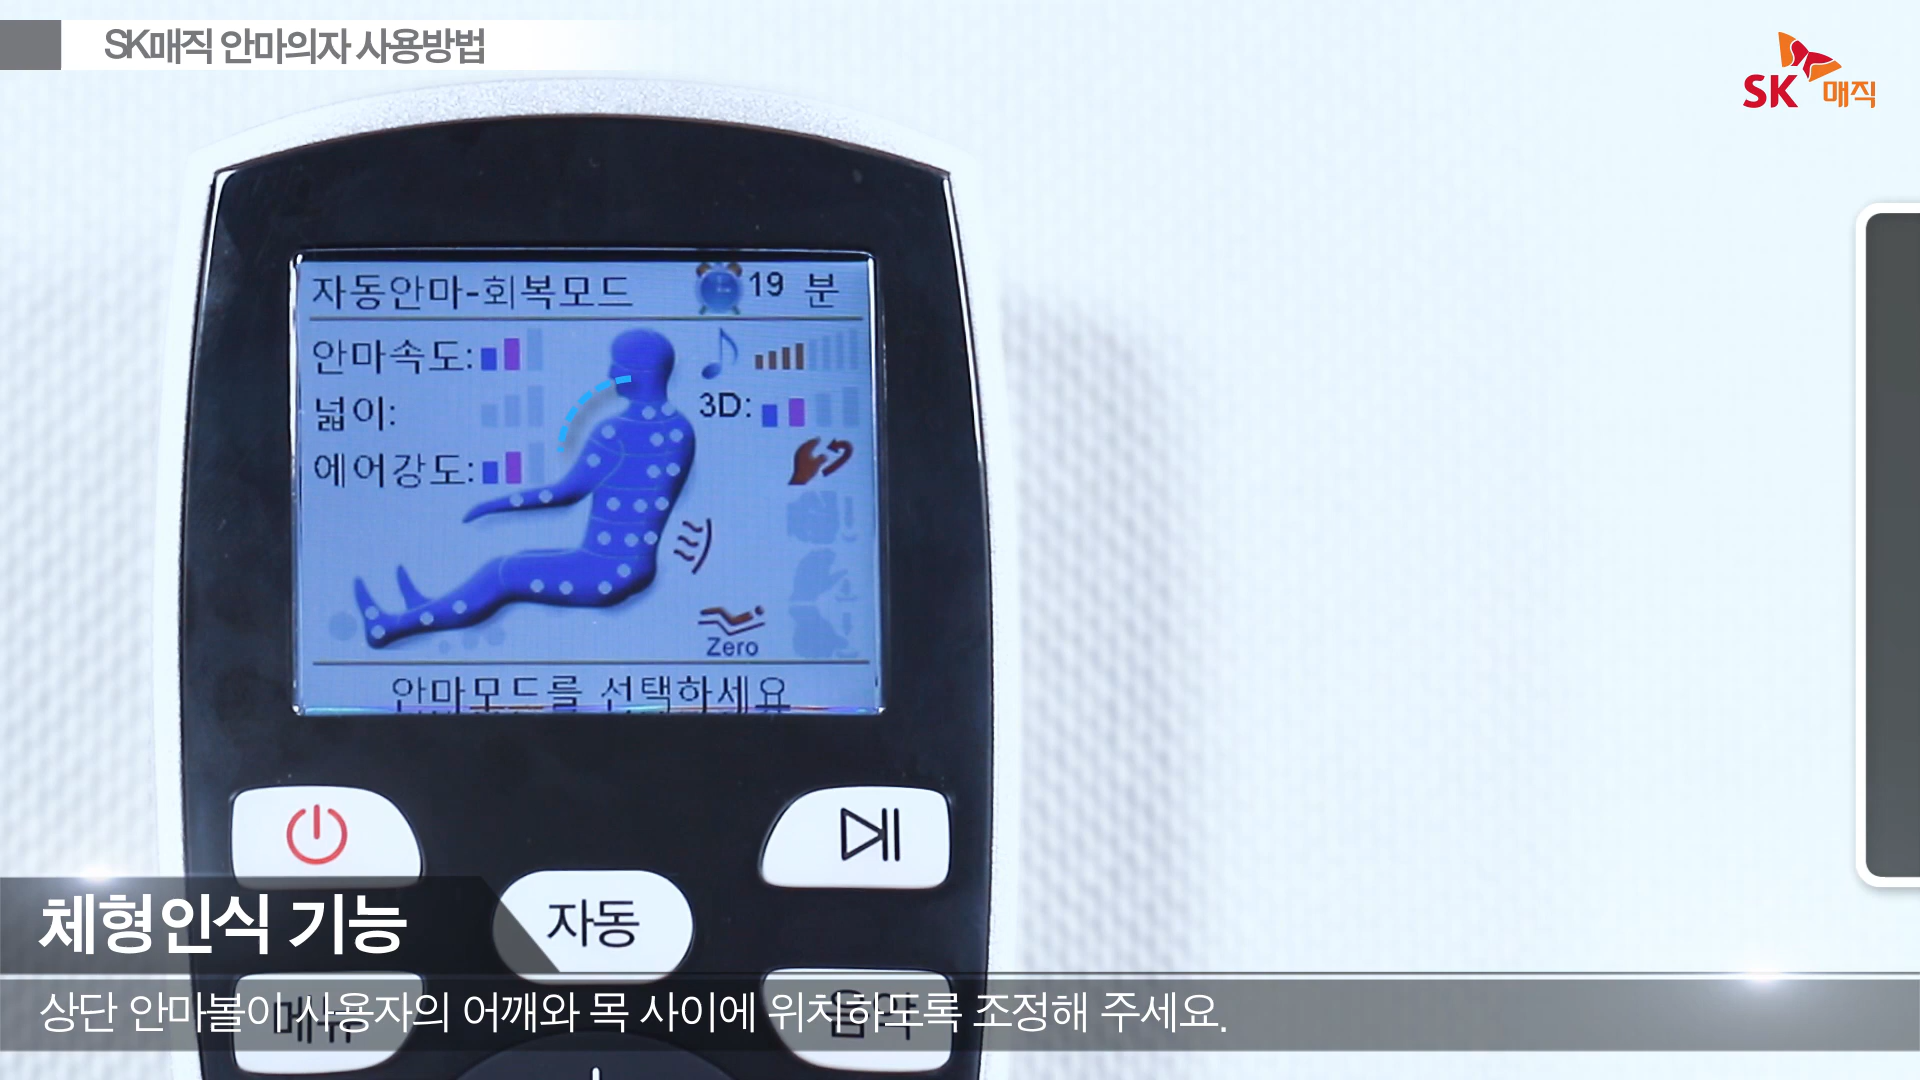 SK매직 안마의자 사용방법
SK 매직
자동안마-회복모드 19 분
안마속도:
넓이:
3D:
에어강도:
Zero
안마모드를 선택하세요
자동
체형인식 기능
메뉴 음악
상단 안마볼이 사용자의 어깨와 목 사이에 위치하도록 조정해 주세요.